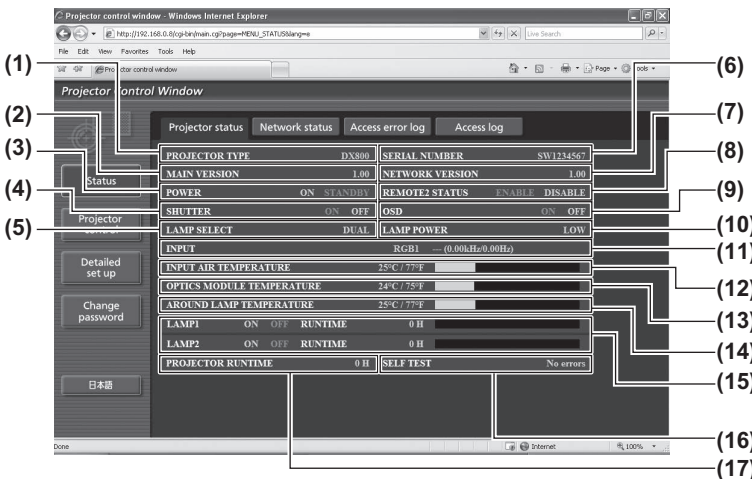 Projector control window - Windows Internet Explorer
http://192.168.0.8/cgi-bin/main.cgi?page=MENU_STATUS&lang=e
Live Search
File Edit View Favorites Tools Help
Page
Projector Control Window
Projector status Network status Access error log Access log
PROJECTOR TYPE DX800 SERIAL NUMBER SW1234567
MAIN VERSION 1.00 NETWORK VERSION 1.00
POWER ON STANDBY REMOTE2 STATUS ENABLE DISABLE
SHUTTER ON OFF OSD ON OFF
LAMP SELECT DUAL LAMP POWER LOW
INPUT RGB1 --- (0.00kHz/0.00Hz)
INPUT AIR TEMPERATURE 25°C / 77°F
OPTICS MODULE TEMPERATURE 24°C / 75°F
AROUND LAMP TEMPERATURE 25°C / 77°F
LAMP1 ON OFF RUNTIME 0 H
LAMP2 ON OFF RUNTIME 0 H
PROJECTOR RUNTIME 0 H SELF TEST No errors
Status
Projector control
Detailed
set up
Change
password
日本語
Done Internet 100%
(1)
(2)
(3)
(4)
(5)
(6)
(7)
(8)
(9)
(10)
(11)
(12)
(13)
(14)
(15)
(16)
(17)